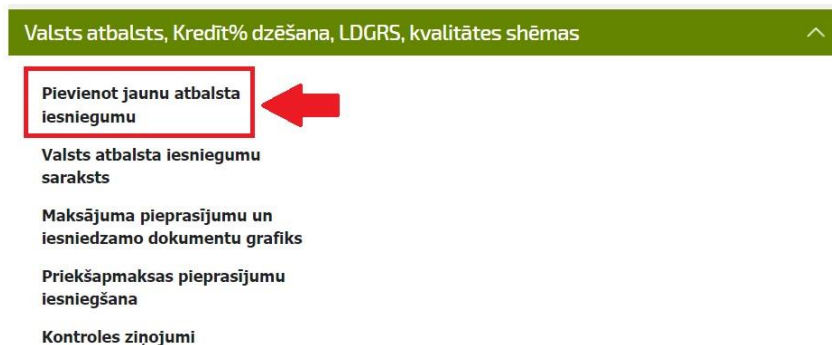 Valsts atbalsts, Kredīt% dzēšana, LDGRS, kvalitātes shēmas
Pievienot jaunu atbalsta
iesniegumu
Valsts atbalsta iesniegumu
saraksts
Maksājuma pieprasījumu un
iesniedzamo dokumentu grafiks
Priekšapmaksas pieprasījumu
iesniegšana
Kontroles ziņojumi